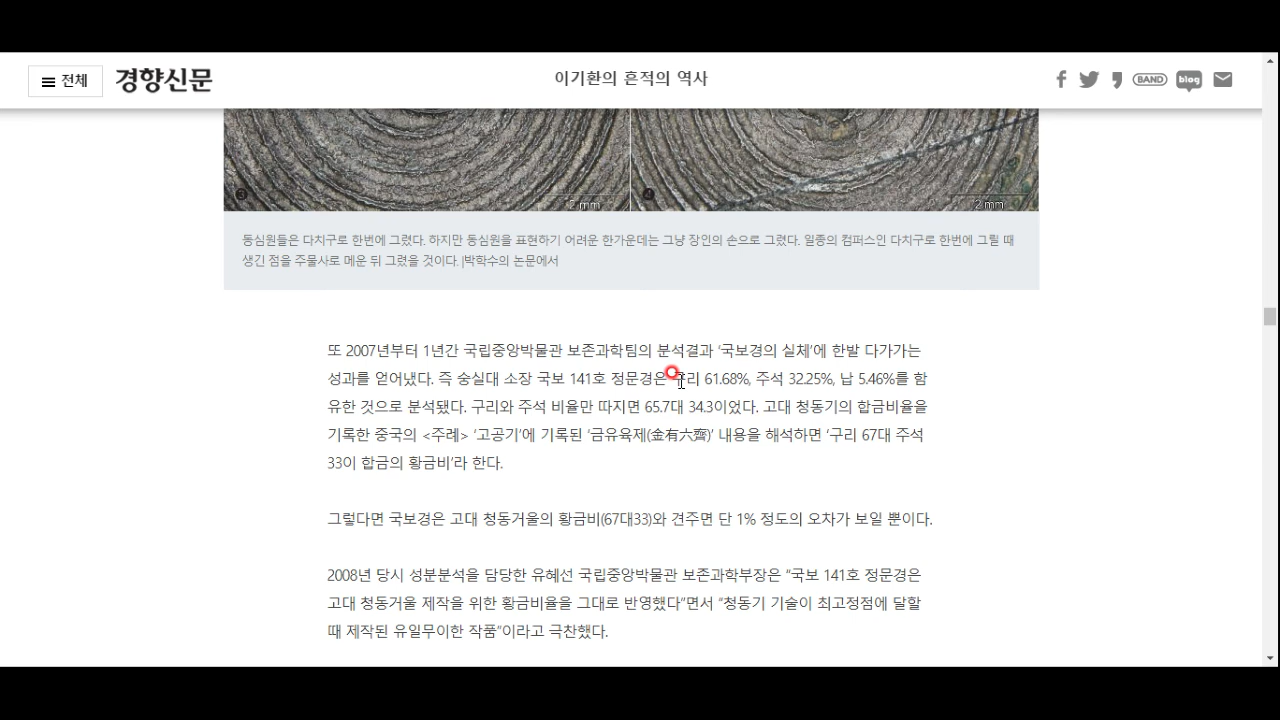 전체
경향신문
이기환의 흔적의 역사
BAND
blog
3
4
2 mm
2 mm
동심원들은 다치구로 한번에 그렸다. 하지만 동심원을 표현하기 어려운 한가운데는 그냥 장인의 손으로 그렸다. 일종의 컴퍼스인 다치구로 한번에 그릴 때
생긴 점을 주물사로 메운 뒤 그렸을 것이다. |박학수의 논문에서
또 2007년부터 1년간 국립중앙박물관 보존과학팀의 분석결과 ‘국보경의 실체’에 한발 다가가는
성과를 얻어냈다. 즉 숭실대 소장 국보 141호 정문경은 구리 61.68%, 주석 32.25%, 납 5.46%를 함
유한 것으로 분석됐다. 구리와 주석 비율만 따지면 65.7대 34.3이었다. 고대 청동기의 합금비율을
기록한 중국의 <주례> ‘고공기’에 기록된 ‘금유육제(金有六齊)’ 내용을 해석하면 ‘구리 67대 주석
33이 합금의 황금비’라 한다.
그렇다면 국보경은 고대 청동거울의 황금비(67대33)와 견주면 단 1% 정도의 오차가 보일 뿐이다.
2008년 당시 성분분석을 담당한 유혜선 국립중앙박물관 보존과학부장은 “국보 141호 정문경은
고대 청동거울 제작을 위한 황금비율을 그대로 반영했다”면서 “청동기 기술이 최고정점에 달할
때 제작된 유일무이한 작품”이라고 극찬했다.